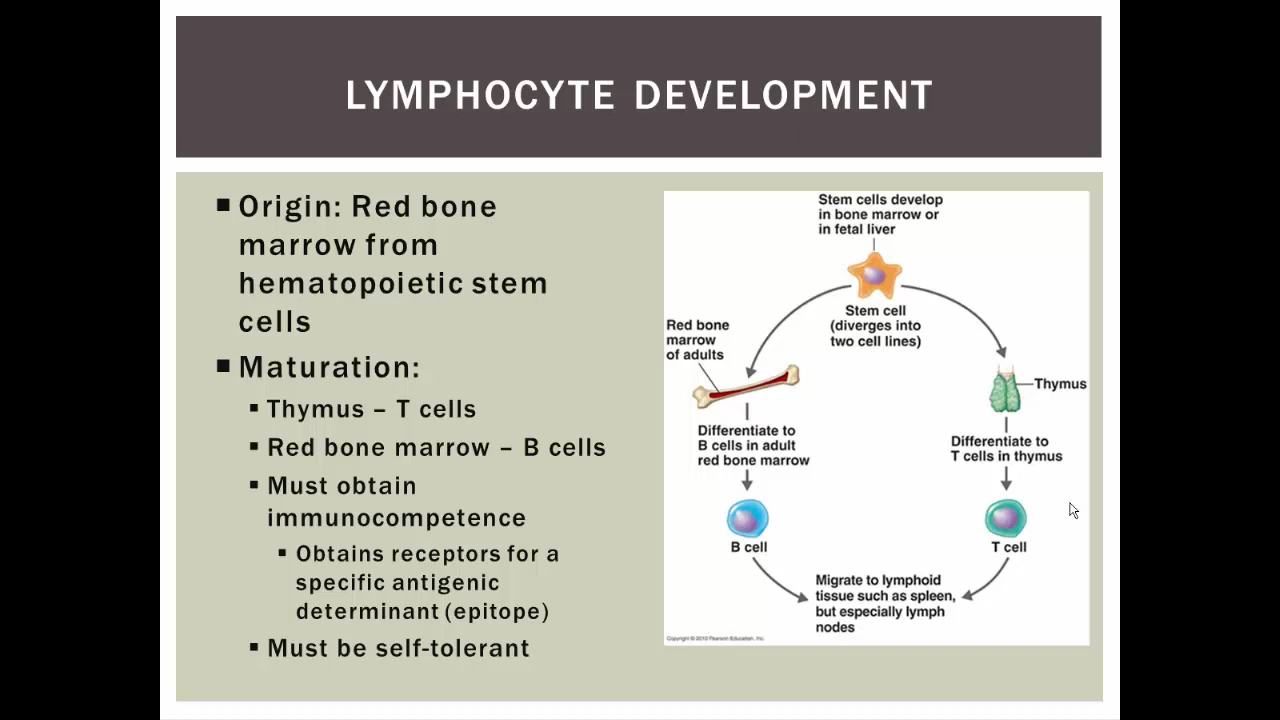 LYMPHOCYTE DEVELOPMENT
▪ Origin: Red bone
marrow from
hematopoietic stem
cells
▪ Maturation:
▪ Thymus – T cells
▪ Red bone marrow – B cells
▪ Must obtain
immunocompetence
▪ Obtains receptors for a
specific antigenic
determinant (epitope)
▪ Must be self-tolerant
Stem cells develop
in bone marrow or
in fetal liver
Stem cell
(diverges into
two cell lines)
Red bone
marrow
of adults
Thymus
Differentiate to
B cells in adult
red bone marrow
Differentiate to
T cells in thymus
B cell
T cell
Migrate to lymphoid
tissue such as spleen,
but especially lymph
nodes
Copyright © 2010 Pearson Education, Inc.